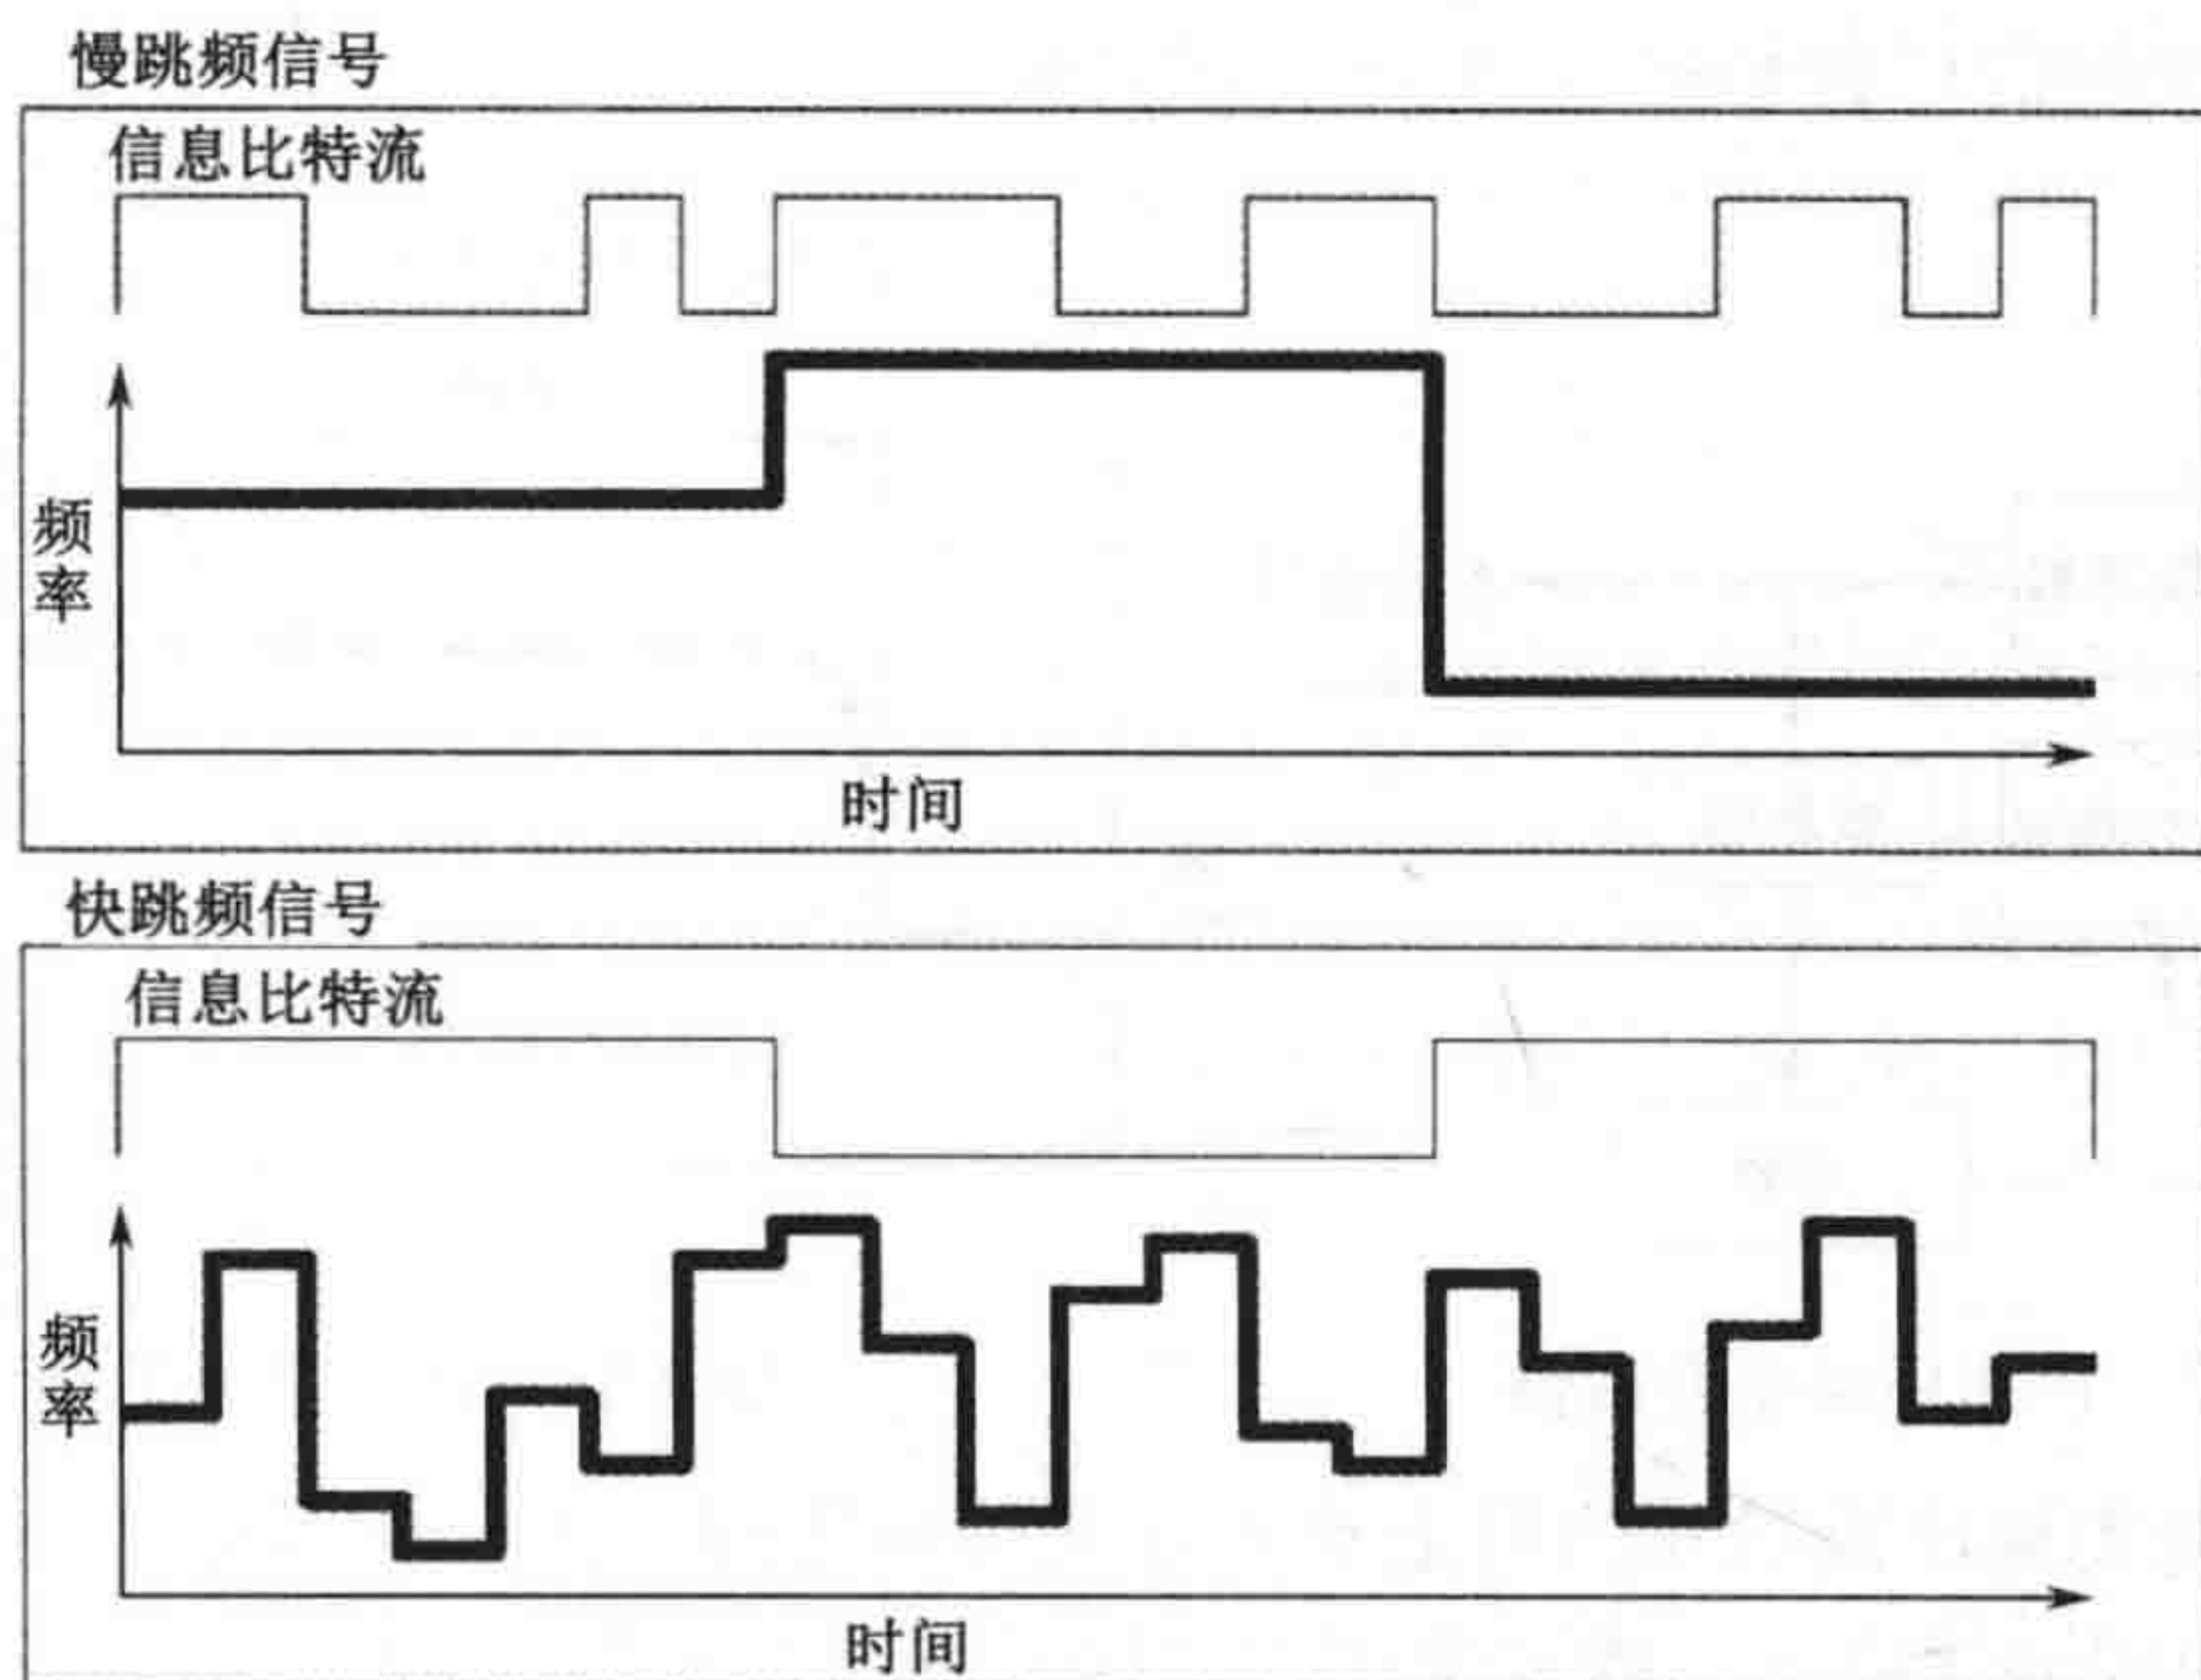 慢跳频信号
信息比特流
频率
时间
快跳频信号
信息比特流
频率
时间